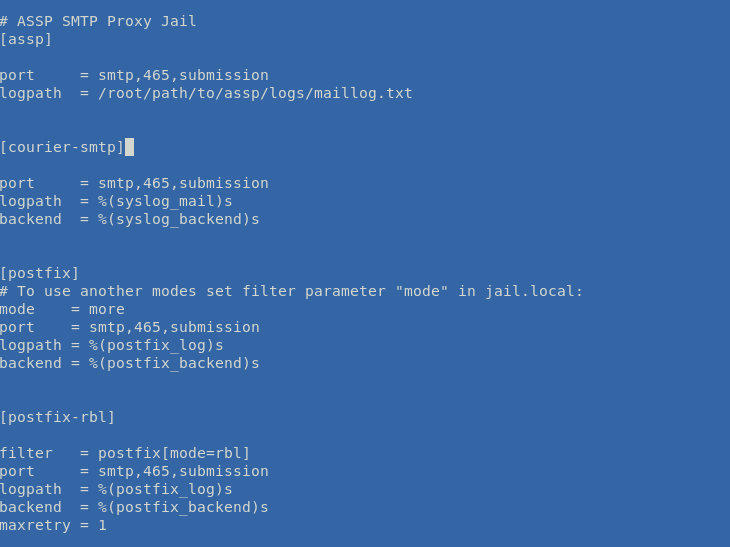 # ASSP SMTP Proxy Jail
[assp]
port     = smtp,465,submission
logpath  = /root/path/to/assp/logs/maillog.txt
[courier-smtp]
port     = smtp,465,submission
logpath  = %(syslog_mail)s
backend  = %(syslog_backend)s
[postfix]
# To use another modes set filter parameter "mode" in jail.local:
mode    = more
port    = smtp,465,submission
logpath = %(postfix_log)s
backend = %(postfix_backend)s
[postfix-rbl]
filter   = postfix[mode=rbl]
port     = smtp,465,submission
logpath  = %(postfix_log)s
backend  = %(postfix_backend)s
maxretry = 1